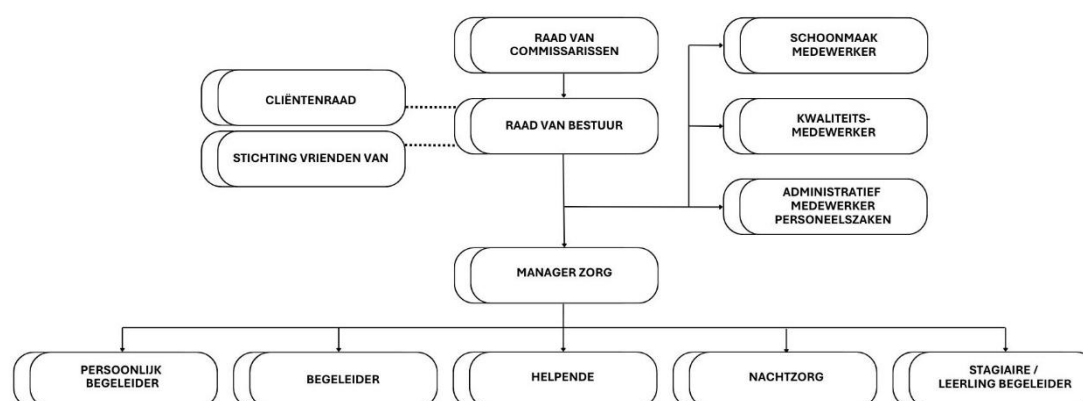 RAAD VAN
COMMISSARISSEN
SCHOONMAAK
MEDEWERKER
CLIËNTENRAAD
RAAD VAN BESTUUR
KWALITEITS-
MEDEWERKER
STICHTING VRIENDEN VAN
ADMINISTRATIEF
MEDEWERKER
PERSONEELSZAKEN
MANAGER ZORG
PERSOONLIJK
BEGELEIDER
BEGELEIDER
HELPENDE
NACHTZORG
STAGIAIRE /
LEERLING BEGELEIDER